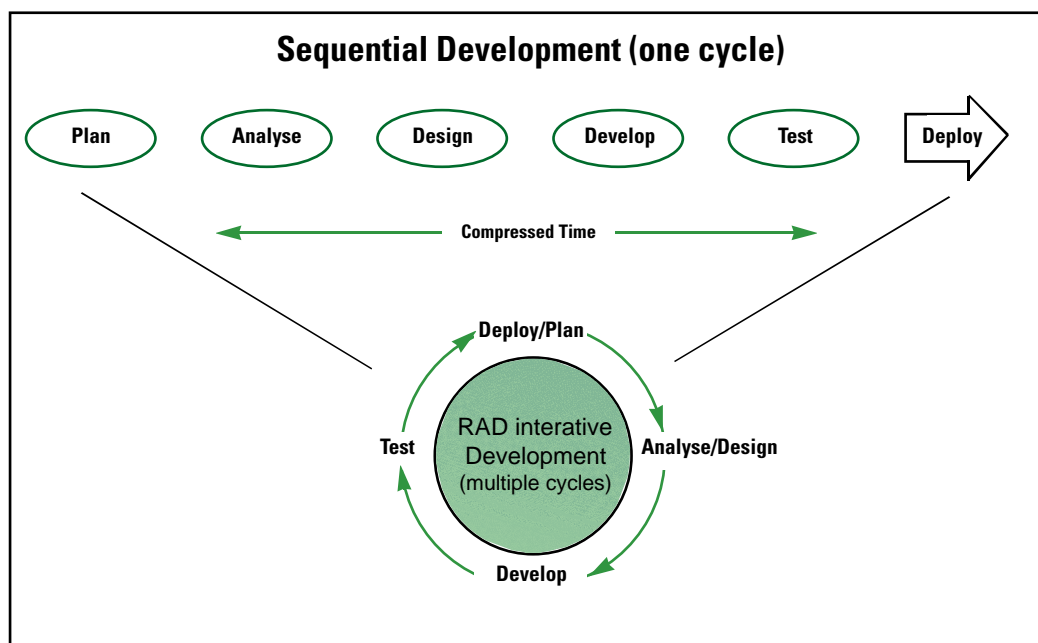 Sequential Development (one cycle)
Plan
Analyse
Design
Develop
Test
Deploy
Compressed Time
Deploy/Plan
RAD interative
Development
(multiple cycles)
Test
Analyse/Design
Develop